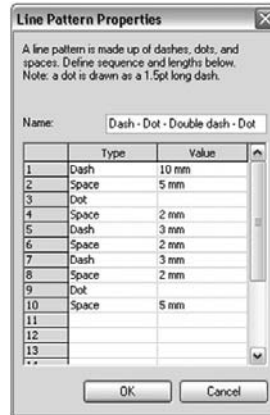 Line Pattern Properties
A line pattern is made up of dashes, dots, and
spaces. Define sequence and lengths below.
Note: a dot is drawn as a 1.5pt long dash.
Name: Dash - Dot - Double dash - Dot
Type Value
1 Dash 10 mm
2 Space 5 mm
3 Dot
4 Space 2 mm
5 Dash 3 mm
6 Space 2 mm
7 Dash 3 mm
8 Space 2 mm
9 Dot
10 Space 5 mm
11
12
13
OK Cancel